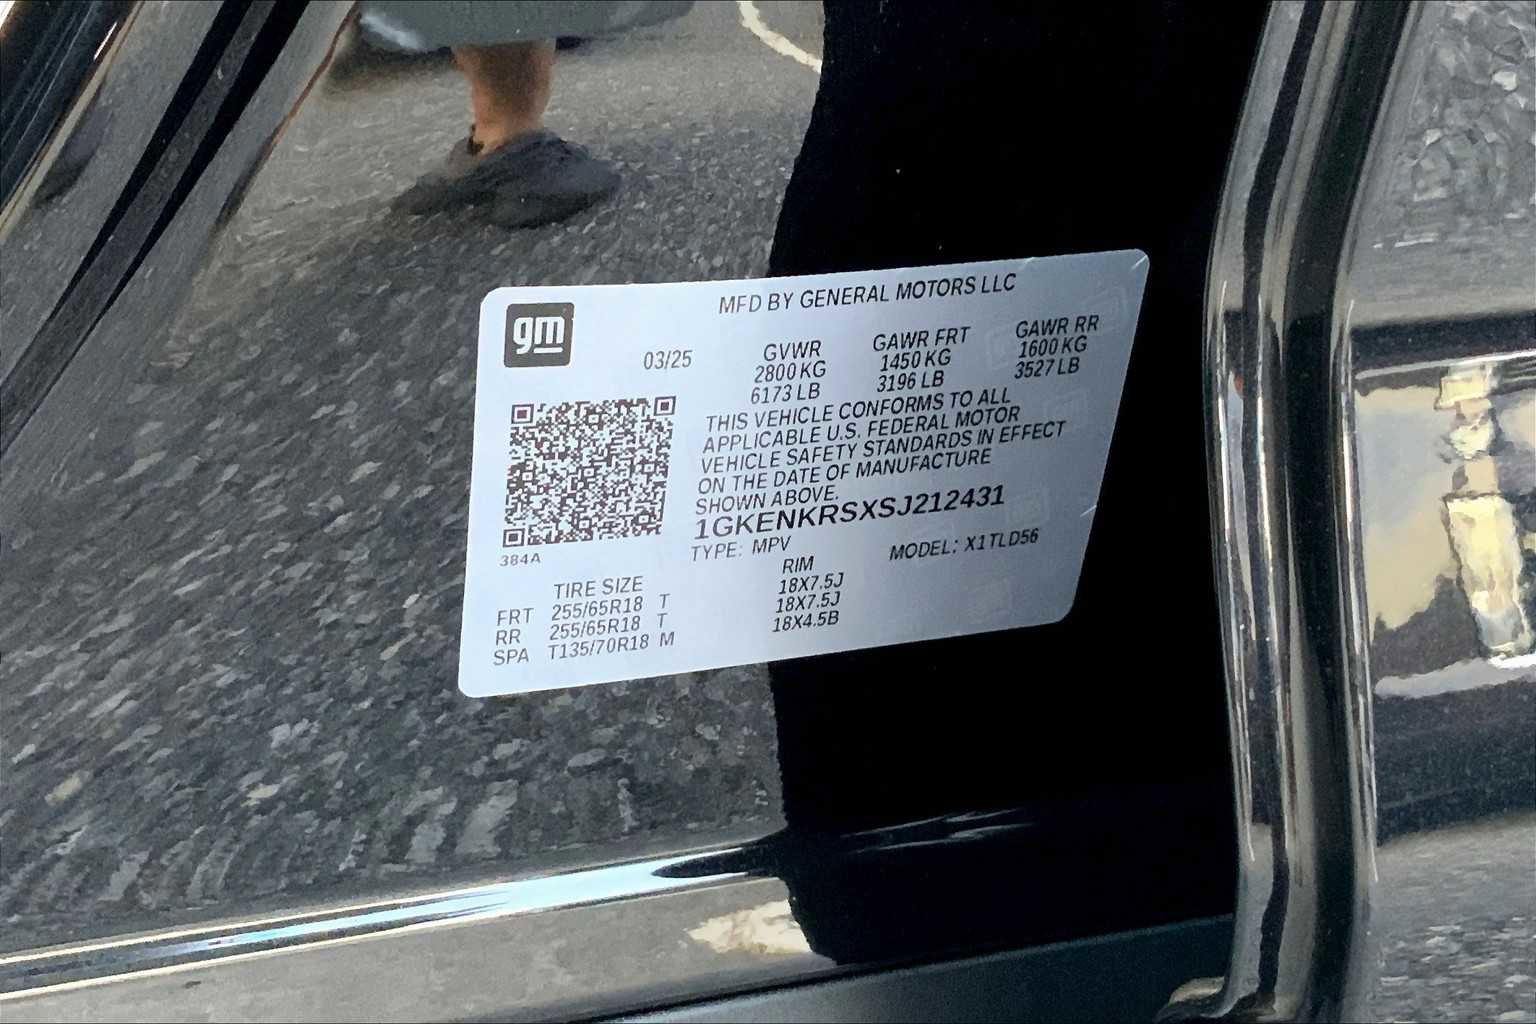 gm
MFD BY GENERAL MOTORS LLC
03/25
GVWR GAWR FRT GAWR RR
2800 KG 1450 KG 1600 KG
6173 LB 3196 LB 3527 LB
THIS VEHICLE CONFORMS TO ALL
APPLICABLE U.S. FEDERAL MOTOR
VEHICLE SAFETY STANDARDS IN EFFECT
ON THE DATE OF MANUFACTURE
SHOWN ABOVE.
1GKENKRSXSJ212431
TYPE: MPV MODEL: X1TLD56
384A
TIRE SIZE RIM
FRT 255/65R18 T 18X7.5J
RR 255/65R18 T 18X7.5J
SPA T135/70R18 M 18X4.5B